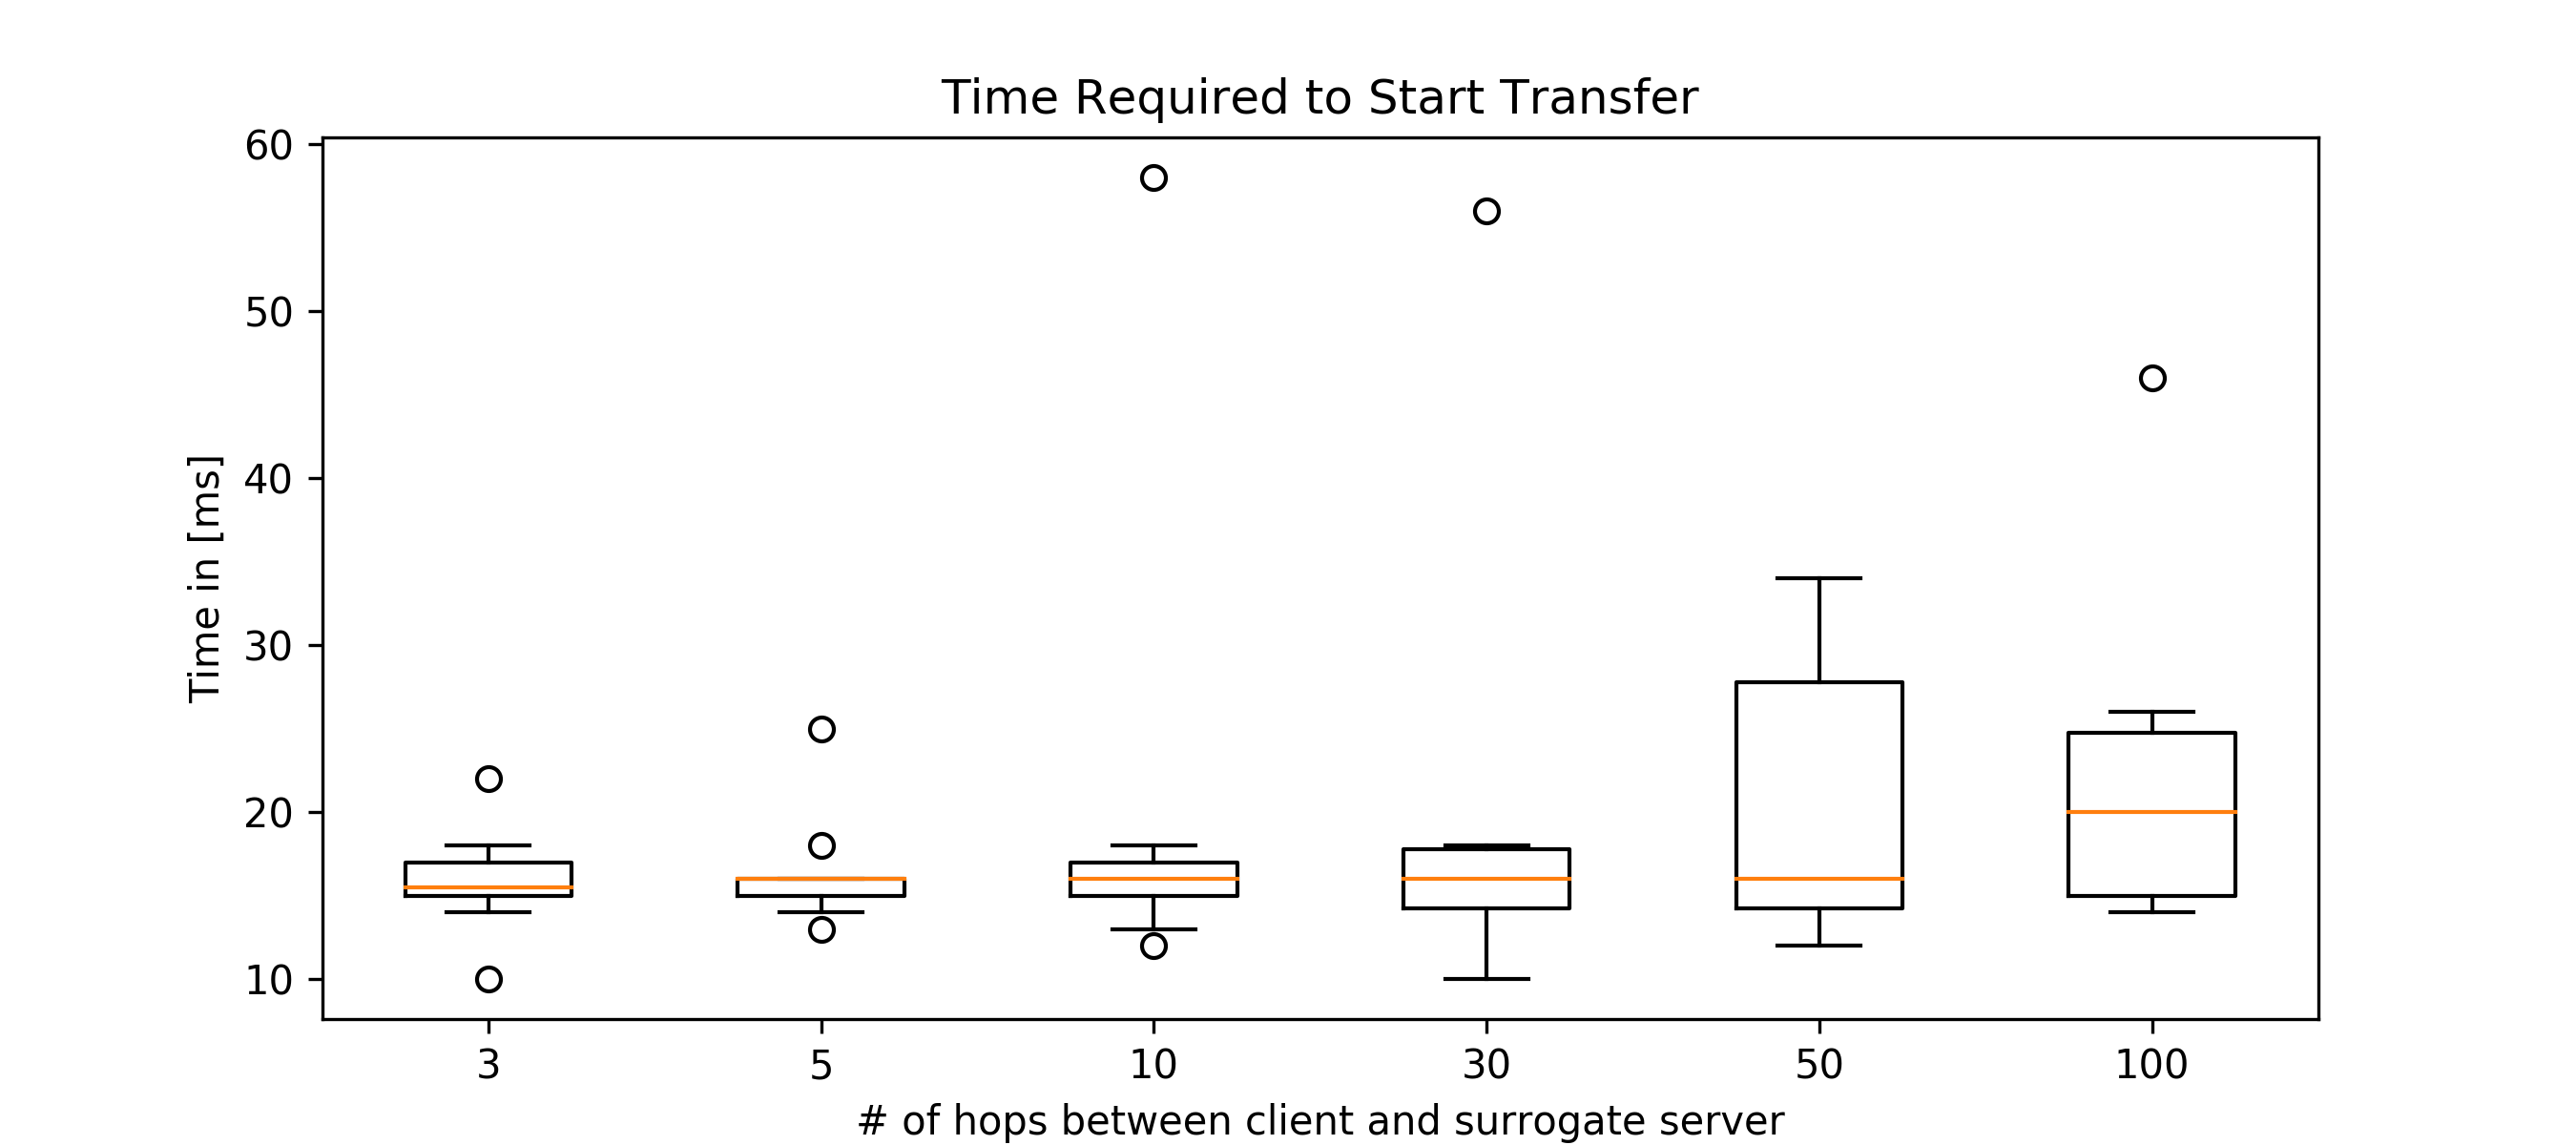 Time Required to Start Transfer
60
50
40
30
20
10
Time in [ms]
3 5 10 30 50 100
# of hops between client and surrogate server